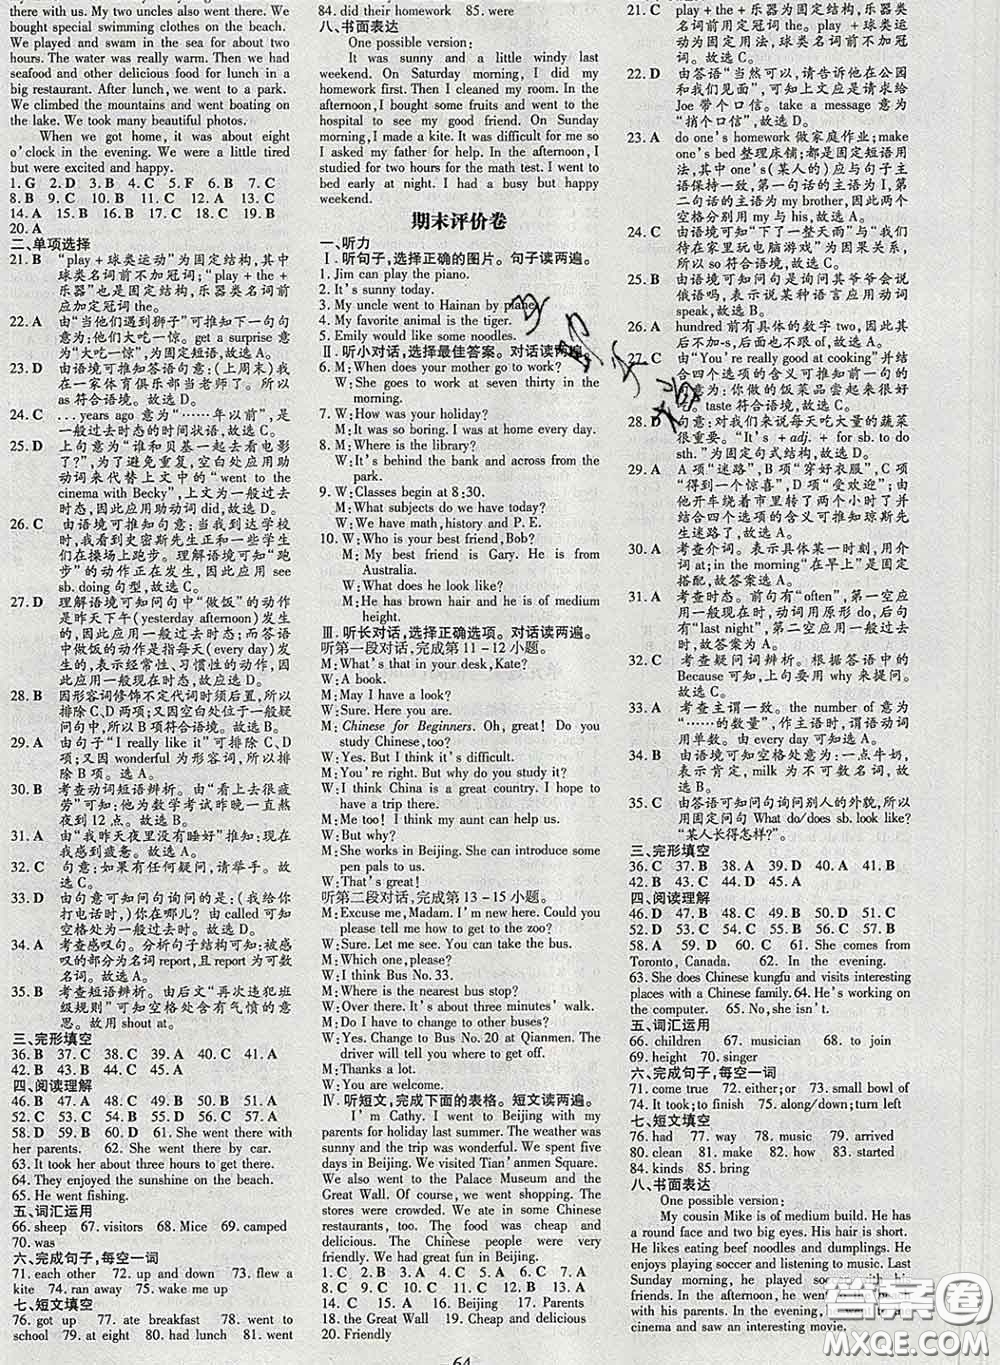 there with us. My two uncles also went there. We
bought special swimming clothes on the beach.
We played and swam in the sea for about two
hours. The water was really warm. Then we had
seafood and other delicious food for lunch in a
big restaurant. After lunch, we went to a park.
We climbed the mountains and went boating on
the lake. We took many beautiful photos.
When we got home, it was about eight
o'clock in the evening. We were a little tired
but were excited and happy.
1. G 2. D 3. B 4. C 5. F 6. B 7. C
8. B 9. B 10. A 11. B 12. A 13. C
14. A 15. B 16. B 17. B 18. C 19. C
20. A
二、单项选择
21. B “play + 球类运动”为固定结构,其中
球类名词前不加冠词;“play + the +
乐器”也是固定结构,乐器类名词前
应加定冠词 the。
22. A 由“当他们遇到狮子”可推知下一句句
意为:他们大吃一惊。get a surprise 意
为“大吃一惊”,为固定短语,故选A。
23. D 由语境可推知答语句意:(上周末)我
在一家体育俱乐部当老师了。所以
as 符合语境。故选 D。
24. C …years ago 意为“……年以前”,是
一般过去时态的时间状语,故选C。
25. D 上句意为“谁和贝基一起去看电影
了?”,为了避免重复,空白处应用助
动词来代替上文中的“went to the
cinema with Becky”,上文为一般过去
时态,因此应用助动词 did,故选 D。
26. C 由语境可推知句意:当我到达学校
时,我看到史密斯先生正和一些学生
们在操场上跑步。理解语境可知“跑
步”的动作正在发生,因此应用 see
sb. doing 句型,故选C。
27. D 理解语境可知问句中“做饭”的动作
是昨天下午(yesterday afternoon)发生
的,因此应用一般过去时态;而答语
中做饭的动作是指每天(every day)发
生的,表示经常性、习惯性的动作,因
此应用一般现在时态,故选 D。
28. B 因形容词修饰不定代词时须后置,所以
排除C、D两项;又因空白处位于一般疑
问句中,所以B项符合语境。故选B。
29. A 由句子“I really like it”可排除 C、D
项;又因 wonderful 为形容词,所以排
除 B 项。选 A。
30. B 考查动词短语辨析。由“看上去很疲
劳”可知,他为数学考试昨晚一直熬
夜到 12 点。故选 B。
31. A 由“我昨天夜里没有睡好”推知:我
感到疲惫。故选 A。
32. C 句意:如果有任何疑问,请举手。故
选 C。
33. D 由句意可知问句询问的是(我给你
打电话时)你在哪儿?由 called 可知
空格处为一般过去时。故选 D。
34. A 考查感叹句。分析句子结构可知:被感
叹的部分为名词 report,且为可数
名词。故选 A。
35. B 考查短语辨析。由后文“再次违犯班
级规则”可知空格处含有气愤的意
思。故用 shout at。
三、完形填空
36. B 37. C 38. C 39. A 40. C 41. A
42. B 43. B 44. C 45. A
四、阅读理解
46. B 47. A 48. D 49. B 50. B 51. A
52. C 53. C 54. D 55. C 56. A 57. B
58. D 59. D 60. D 61. She went there with
her parents. 62. She went there by car.
63. It took her about three hours to get there.
64. They enjoyed the sunshine on the beach.
65. He went fishing.
五、词汇运用
66. sheep 67. visitors 68. Mice 69. camped
70. was
六、完成句子,每空一词
71. each other 72. up and down 73. flew a
kite 74. ran away 75. wake me up
七、短文填空
76. got up 77. ate breakfast 78. went to
school 79. at eight 80. had lunch 81. went
84. did their homework 85. were
八、书面表达
One possible version:
It was sunny and a little windy last
weekend. On Saturday morning, I did my
homework first. Then I cleaned my room. In the
afternoon, I bought some fruits and went to the
hospital to see my good friend. On Sunday
morning, I made a kite. It was difficult for me so
I asked my father for help. In the afternoon, I
studied for two hours for the math test. I went to
bed early at night. I had a busy but happy
weekend.
期末评价卷
一、听力
Ⅰ. 听句子,选择正确的图片。句子读两遍。
1. Jim can play the piano.
2. It's sunny today.
3. My uncle went to Hainan by plane.
4. My favorite animal is the tiger.
5. Emily would like some noodles.
Ⅱ. 听小对话,选择最佳答案。对话读两遍。
6. M: When does your mother go to work?
W: She goes to work at seven thirty in the
morning.
7. W: How was your holiday?
M: It was so boring. I was at home every day.
8. M: Where is the library?
W: It's behind the bank and across from the
park.
9. W: Classes begin at 8:30.
M: What subjects do we have today?
W: We have math, history and P. E.
10. W: Who is your best friend, Bob?
M: My best friend is Gary. He is from
Australia.
W: What does he look like?
M: He has brown hair and he is of medium
height.
Ⅲ. 听长对话,选择正确选项。对话读两遍。
听第一段对话,完成第 11-12 小题。
M: What's that in your desk, Kate?
W: A book.
M: May I have a look?
W: Sure. Here you are.
M: Chinese for Beginners. Oh, great! Do you
study Chinese, too?
W: Yes. But it's difficult.
M: You're right. But why do you study it?
W: I think China is a great country. I hope to
travel there.
M: Me too! I think my aunt can help us.
W: But why?
M: She works in Beijing. She can introduce some
pen pals to us.
W: That's great!
听第二段对话,完成第 13-15 小题。
M: Excuse me, Madam. I'm new here. Could you
please tell me how to get to the zoo?
W: Sure. Let me see. You can take the bus.
M: Which one, please?
W: I think Bus No. 33.
M: Where is the nearest bus stop?
W: Over there. It's about three minutes' walk.
M: Should I change to other buses?
W: Yes. Change to Bus No. 20 at Qianmen. The
driver will tell you where to get off.
M: Thanks a lot.
W: You are welcome.
Ⅳ. 听短文,完成下面的表格。短文读两遍。
I'm Cathy. I went to Beijing with my
parents for holiday last summer. The weather was
sunny and the trip was wonderful. We spent five
days in Beijing. We visited Tian'anmen Square.
We also went to the Palace Museum and the
Great Wall. Of course, we went shopping. The
stores were crowded. We ate in some Chinese
restaurants, too. The food was cheap and
delicious. The Chinese people were very
friendly. We had great fun in Beijing.
1. C 2. B 3. A 4. C 5. B 6. B 7. B
8. C 9. C 10. C 11. A 12. B 13. B
14. C 15. A 16. Beijing 17. Parents
18. the Great Wall 19. Cheap and delicious
20. Friendly
21. C play + the + 乐器为固定结构,乐器类
名词前应用定冠词 the。play + 球类运动
为固定用法,球类名词前不用冠
词。故选 C。
22. D 由答语“当然可以,请告诉他在公园
和我们见面”,可知上文应是请求给
Joe 带个口信。take a message 意为
“捎个口信”,故选 D。
23. A do one's homework 做家庭作业;make
one's bed 整理床铺;都是固定短语用
法,其中 one's(某人的)应与句子主
语保持一致。第一句话的主语为 I,第
二句话的主语为 My brother,两个
空格分别用 my 与 his,故选 A。
24. C 由语境可知“下了一整天雨”与“我们
待在家里玩电脑游戏”为因果关系,
所以 so 符合语境,故选 C。
25. B 由语境可知是询问其爷爷会说
俄语吗,表示说某种语言应用动词
speak,故选 B。
26. A hundred 前有具体的数字 two,因此其
后不加-s,后面也不用 of,故选 A。
27. C 由“You're really good at cooking”并结
合四个选项的含义可推知前一句的
句意为:你做的饭菜品尝起来很好
吃。taste 符合语境,故选 C。
28. D 句意:对我们来说每天吃大量的蔬菜
很重要。“It's + adj. + for sb. to do
sth.”为固定句式结构,故选 D。
29. A A 项“迷路”,B 项“穿好衣服”,C 项
“得到一个惊喜”,D 项“受欢迎”;由
他开车绕着市里转了两个小时了并
结合四个选项的含义可推知琼斯先
生迷路了,故选 A。
30. A 考查介词。表示具体某一时刻,用介
词 at;in the morning“在早上”是固定
搭配,故答案选 A。
31. A 考查时态。前句有“often”,第一空应
用一般现在时,动词用原形 do,后句
有“last night”,第二空应用一般过去
时。故答案为 A。
32. C 考查疑问词辨析。根据答语中的
Because 可知,上句要用 why 来提问。
故选 C。
33. A 考查主谓一致。the number of 意为
“……的数量”,作主语时,谓语动词
用单数。由 every day 可知选 A。
34. B 由语境可知空格处意为:一点牛奶,
表示肯定,milk 为不可数名词,故
选 B。
35. C 由答语可知问句询问别人的外貌,所以
用固定问句 What do/does sb. look like?
“某人长得怎样?”。故选 C。
三、完形填空
36. C 37. B 38. A 39. D 40. A 41. B
42. B 43. C 44. D 45. A
四、阅读理解
46. D 47. B 48. C 49. B 50. D 51. C
52. D 53. D 54. C 55. C 56. D 57. B
58. A 59. D 60. C 61. She comes from
Toronto, Canada. 62. In the evening.
63. She does Chinese kungfu and visits interesting
places with a Chinese family. 64. He's working on
the computer. 65. No, she isn't.
五、词汇运用
66. children 67. musician 68. to join
69. height 70. singer
六、完成句子,每空一词
71. come true 72. either; or 73. fall down
74. took; to finish 75. along/down; turn; left
七、短文填空
76. had 77. way 78. music 79. arrived
80. clean 81. make 82. with 83. started
84. kinds 85. bring
八、书面表达
One possible version:
My cousin Mike is of medium build. He has
a round face and two big eyes. His hair is short.
He likes eating beef noodles and dumplings. He
enjoys playing soccer and listening to music. Last
Sunday morning, he played soccer with his
friends. In the afternoon, he went
with his parents. In the evening, I went to the
cinema and saw an interesting movie.
答案圈
MXQE.COM
64